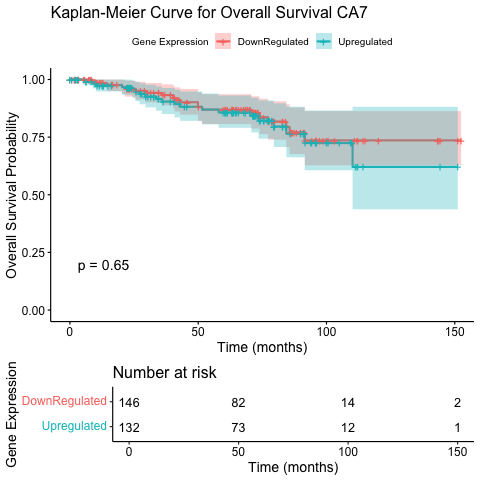 Kaplan-Meier Curve for Overall Survival CA7
Gene Expression DownRegulated Upregulated
Overall Survival Probability
1.00
0.75
0.50
0.25
0.00
p = 0.65
0 50 100 150
Time (months)
Number at risk
Gene Expression
DownRegulated 146 82 14 2
Upregulated 132 73 12 1
0 50 100 150
Time (months)